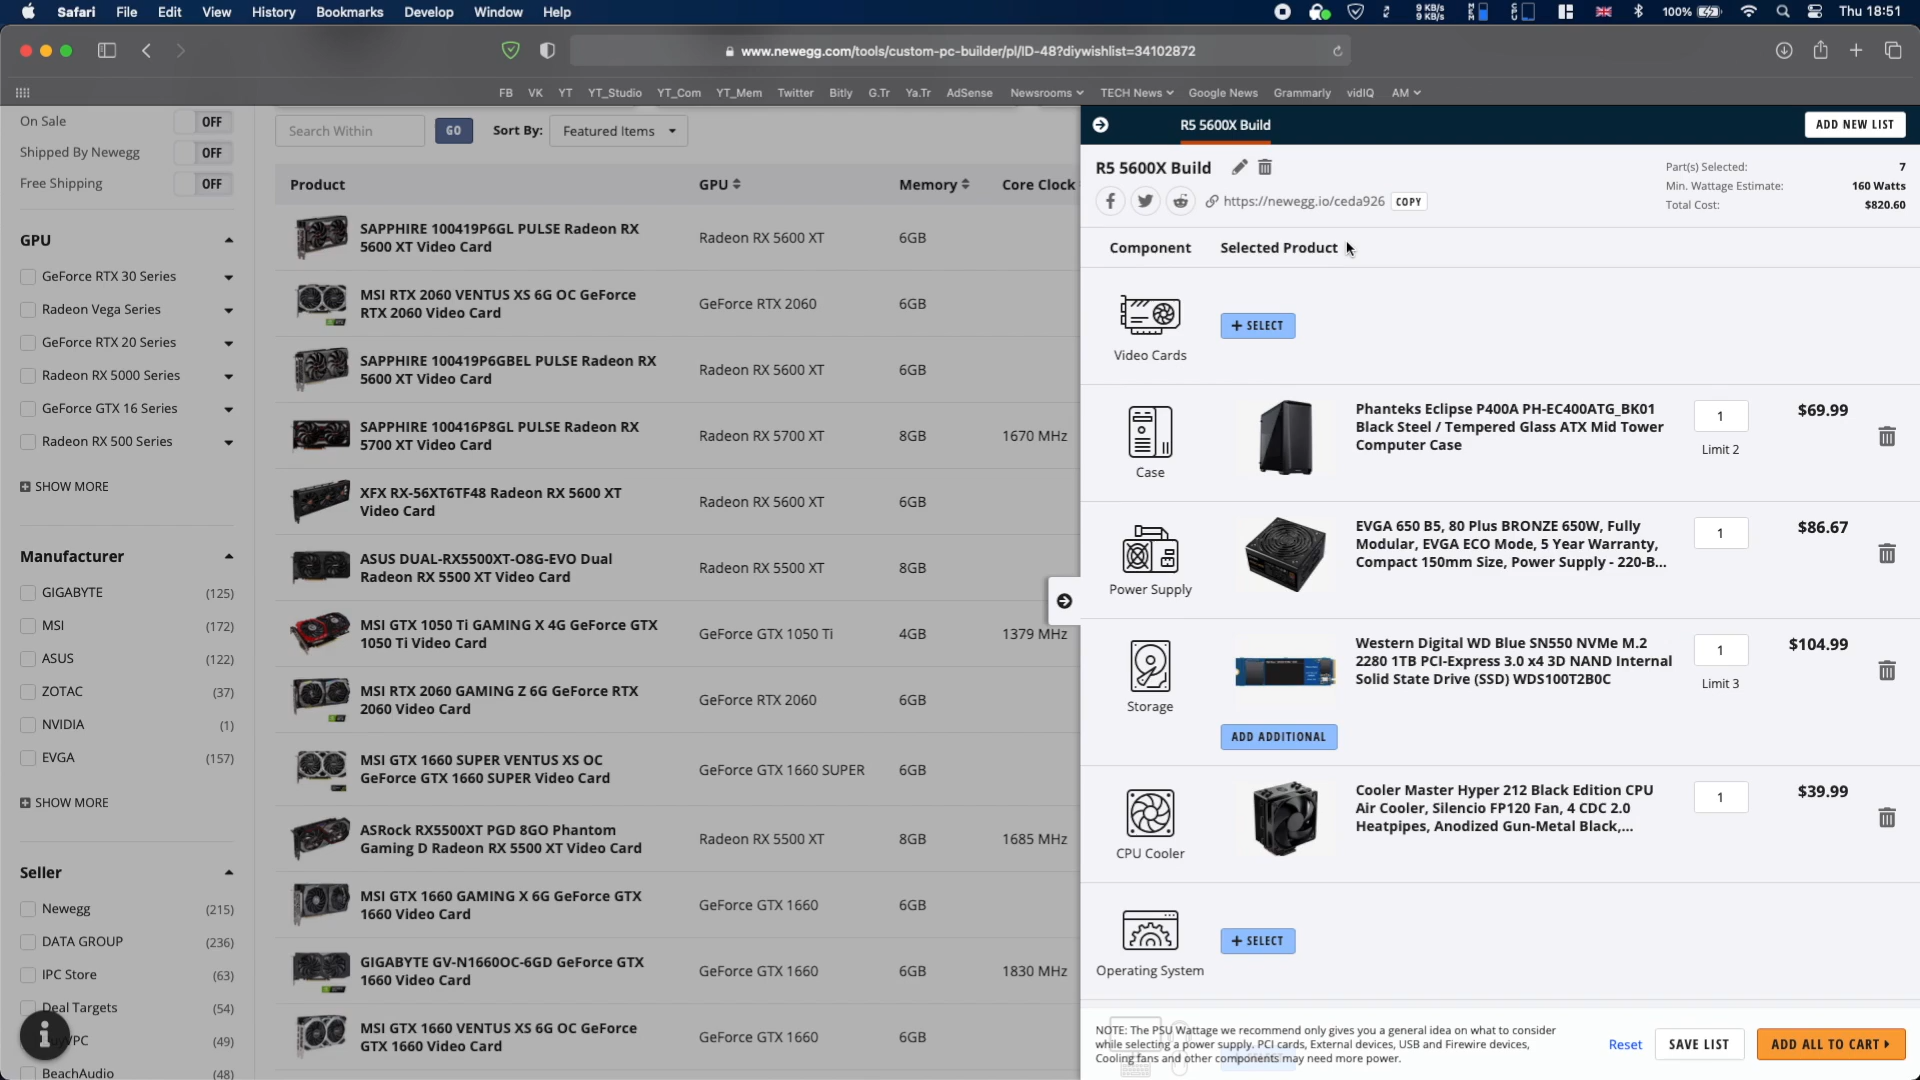 Safari File Edit View History Bookmarks Develop Window Help
9 KB/s
9 KB/s
100%
Thu 18:51
www.newegg.com/tools/custom-pc-builder/pl/ID-48?diywishlist=34102872
FB VK YT YT_Studio YT_Com YT_Mem Twitter Bitly G.Tr Ya.Tr AdSense Newsrooms TECH News Google News Grammarly vidIQ AM
On Sale OFF
Shipped By Newegg OFF
Free Shipping OFF
GPU
GeForce RTX 30 Series
Radeon Vega Series
GeForce RTX 20 Series
Radeon RX 5000 Series
GeForce GTX 16 Series
Radeon RX 500 Series
SHOW MORE
Manufacturer
GIGABYTE (125)
MSI (172)
ASUS (122)
ZOTAC (37)
NVIDIA (1)
EVGA (157)
SHOW MORE
Seller
Newegg (215)
DATA GROUP (236)
IPC Store (63)
Deal Targets (54)
(49)
BeachAudio (48)
Search Within GO Sort By: Featured Items
Product GPU Memory Core Clock
SAPPHIRE 100419P6GL PULSE Radeon RX
5600 XT Video Card
Radeon RX 5600 XT 6GB
MSI RTX 2060 VENTUS XS 6G OC GeForce
RTX 2060 Video Card
GeForce RTX 2060 6GB
SAPPHIRE 100419P6GBEL PULSE Radeon RX
5600 XT Video Card
Radeon RX 5600 XT 6GB
SAPPHIRE 100416P8GL PULSE Radeon RX
5700 XT Video Card
Radeon RX 5700 XT 8GB 1670 MHz
XFX RX-56XT6TF48 Radeon RX 5600 XT
Video Card
Radeon RX 5600 XT 6GB
ASUS DUAL-RX5500XT-O8G-EVO Dual
Radeon RX 5500 XT Video Card
Radeon RX 5500 XT 8GB
MSI GTX 1050 Ti GAMING X 4G GeForce GTX
1050 Ti Video Card
GeForce GTX 1050 Ti 4GB 1379 MHz
MSI RTX 2060 GAMING Z 6G GeForce RTX
2060 Video Card
GeForce RTX 2060 6GB
MSI GTX 1660 SUPER VENTUS XS OC
GeForce GTX 1660 SUPER Video Card
GeForce GTX 1660 SUPER 6GB
ASRock RX5500XT PGD 8GO Phantom
Gaming D Radeon RX 5500 XT Video Card
Radeon RX 5500 XT 8GB 1685 MHz
MSI GTX 1660 GAMING X 6G GeForce GTX
1660 Video Card
GeForce GTX 1660 6GB
GIGABYTE GV-N1660OC-6GD GeForce GTX
1660 Video Card
GeForce GTX 1660 6GB 1830 MHz
MSI GTX 1660 VENTUS XS 6G OC GeForce
GTX 1660 Video Card
GeForce GTX 1660 6GB
R5 5600X Build ADD NEW LIST
R5 5600X Build
https://newegg.io/ceda926 COPY
Part(s) Selected: 7
Min. Wattage Estimate: 160 Watts
Total Cost: $820.60
Component Selected Product
Video Cards
+ SELECT
Case
Phanteks Eclipse P400A PH-EC400ATG_BK01
Black Steel / Tempered Glass ATX Mid Tower
Computer Case
1
Limit 2
$69.99
Power Supply
EVGA 650 B5, 80 Plus BRONZE 650W, Fully
Modular, EVGA ECO Mode, 5 Year Warranty,
Compact 150mm Size, Power Supply - 220-B...
1
$86.67
Storage
Western Digital WD Blue SN550 NVMe M.2
2280 1TB PCI-Express 3.0 x4 3D NAND Internal
Solid State Drive (SSD) WDS100T2B0C
1
Limit 3
$104.99
ADD ADDITIONAL
CPU Cooler
Cooler Master Hyper 212 Black Edition CPU
Air Cooler, Silencio FP120 Fan, 4 CDC 2.0
Heatpipes, Anodized Gun-Metal Black,...
1
$39.99
Operating System
+ SELECT
NOTE: The PSU Wattage we recommend only gives you a general idea on what to consider
while selecting a power supply. PCI cards, External devices, USB and Firewire devices,
Cooling fans and other components may need more power.
Reset SAVE LIST ADD ALL TO CART